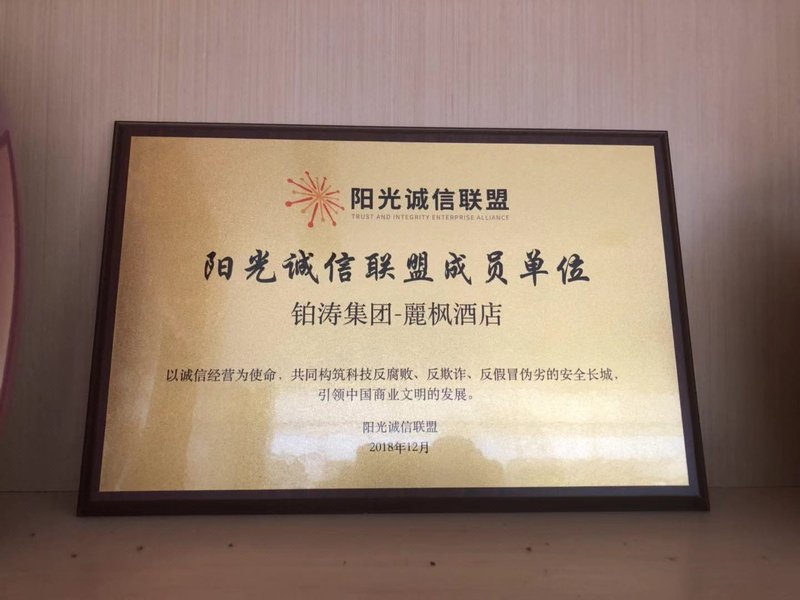 阳光诚信联盟
TRUST AND INTEGRITY ENTERPRISE ALLIANCE
阳光诚信联盟成员单位
铂涛集团-麗枫酒店
以诚信经营为使命，共同构筑科技反腐败、反欺诈、反假冒伪劣的安全长城，
引领中国商业文明的发展。
阳光诚信联盟
2018年12月